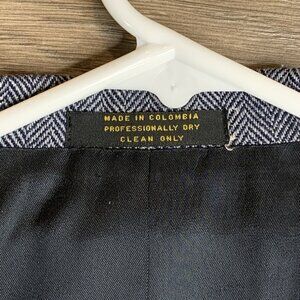 MADE IN COLOMBIA
PROFESSIONALLY DRY
CLEAN ONLY